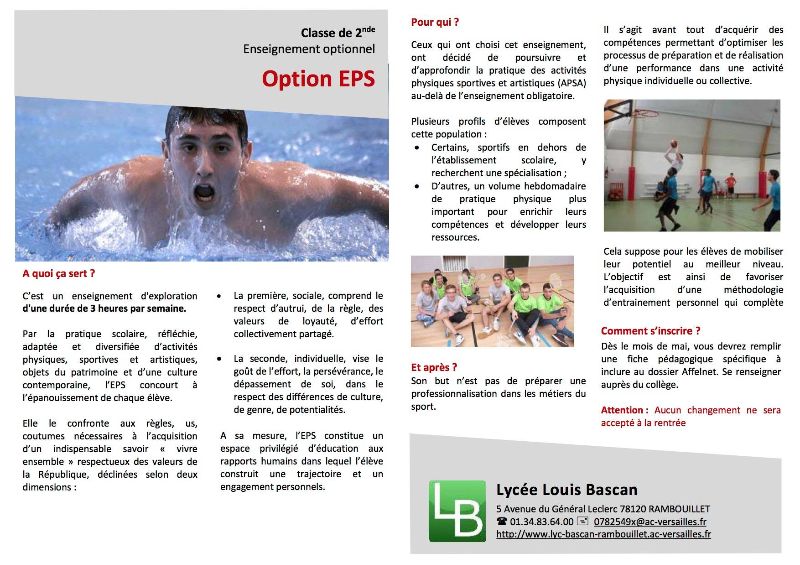 Classe de 2nde
Enseignement optionnel
Option EPS
A quoi ça sert ?
C'est un enseignement d'exploration
d'une durée de 3 heures par semaine.
Par la pratique scolaire, réfléchie,
adaptée et diversifiée d'activités
physiques, sportives et artistiques,
objets du patrimoine et d'une culture
contemporaine, l'EPS concourt à
l'épanouissement de chaque élève.
Elle le confronte aux règles, us,
coutumes nécessaires à l'acquisition
d'un indispensable savoir « vivre
ensemble » respectueux des valeurs de
la République, déclinées selon deux
dimensions :
• La première, sociale, comprend le
respect d'autrui, de la règle, des
valeurs de loyauté, d'effort
collectivement partagé.
• La seconde, individuelle, vise le
goût de l'effort, la persévérance, le
dépassement de soi, dans le
respect des différences de culture,
de genre, de potentialités.
A sa mesure, l'EPS constitue un
espace privilégié d'éducation aux
rapports humains dans lequel l'élève
construit une trajectoire et un
engagement personnels.
Pour qui ?
Ceux qui ont choisi cet enseignement,
ont décidé de poursuivre et
d'approfondir la pratique des activités
physiques sportives et artistiques (APSA)
au-delà de l'enseignement obligatoire.
Plusieurs profils d'élèves composent
cette population :
• Certains, sportifs en dehors de
l'établissement scolaire, y
recherchent une spécialisation ;
• D'autres, un volume hebdomadaire
de pratique physique plus
important pour enrichir leurs
compétences et développer leurs
ressources.
Et après ?
Son but n'est pas de préparer une
professionnalisation dans les métiers du
sport.
Il s'agit avant tout d'acquérir des
compétences permettant d'optimiser les
processus de préparation et de réalisation
d'une performance dans une activité
physique individuelle ou collective.
Cela suppose pour les élèves de mobiliser
leur potentiel au meilleur niveau.
L'objectif est ainsi de favoriser
l'acquisition d'une méthodologie
d'entrainement personnel qui complète
Comment s'inscrire ?
Dès le mois de mai, vous devrez remplir
une fiche pédagogique spécifique à
inclure au dossier Affelnet. Se renseigner
auprès du collège.
Attention : Aucun changement ne sera
accepté à la rentrée
LB
Lycée Louis Bascan
5 Avenue du Général Leclerc 78120 RAMBOUILLET
☎ 01.34.83.64.00 0782549x@ac-versailles.fr
http://www.lyc-bascan-rambouillet.ac-versailles.fr